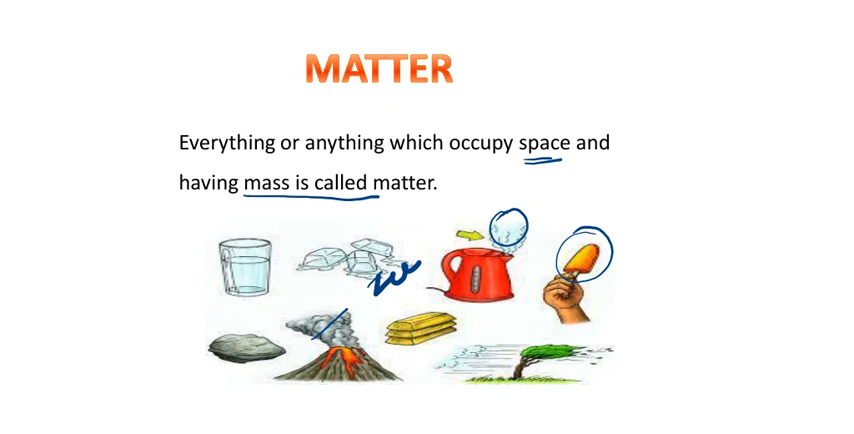 MATTER
Everything or anything which occupy space and
having mass is called matter.